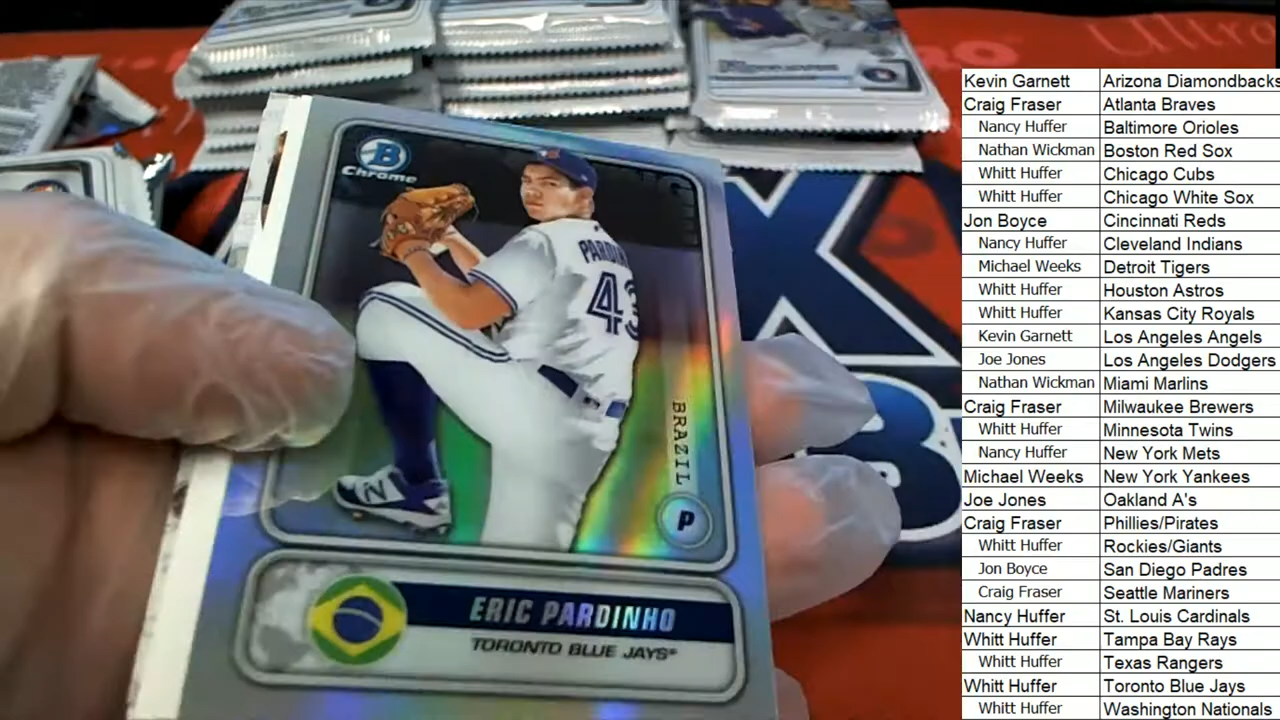 B
Chrome
PARDIN
43
BRAZIL
P
N
ERIC PARDINHO
TORONTO BLUE JAYS
Kevin Garnett Arizona Diamondbacks
Craig Fraser Atlanta Braves
Nancy Huffer Baltimore Orioles
Nathan Wickman Boston Red Sox
Whitt Huffer Chicago Cubs
Whitt Huffer Chicago White Sox
Jon Boyce Cincinnati Reds
Nancy Huffer Cleveland Indians
Michael Weeks Detroit Tigers
Whitt Huffer Houston Astros
Whitt Huffer Kansas City Royals
Kevin Garnett Los Angeles Angels
Joe Jones Los Angeles Dodgers
Nathan Wickman Miami Marlins
Craig Fraser Milwaukee Brewers
Whitt Huffer Minnesota Twins
Nancy Huffer New York Mets
Michael Weeks New York Yankees
Joe Jones Oakland A's
Craig Fraser Phillies/Pirates
Whitt Huffer Rockies/Giants
Jon Boyce San Diego Padres
Craig Fraser Seattle Mariners
Nancy Huffer St. Louis Cardinals
Whitt Huffer Tampa Bay Rays
Whitt Huffer Texas Rangers
Whitt Huffer Toronto Blue Jays
Whitt Huffer Washington Nationals